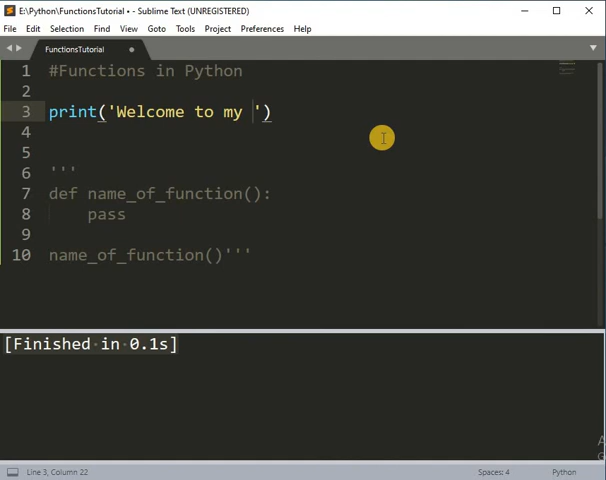 E:\Python\FunctionsTutorial • - Sublime Text (UNREGISTERED)
File Edit Selection Find View Goto Tools Project Preferences Help
FunctionsTutorial
1 #Functions in Python
2
3 print('Welcome to my ')
4
5
6 '''
7 def name_of_function():
8 pass
9
10 name_of_function()'''
[Finished in 0.1s]
Line 3, Column 22 Spaces: 4 Python